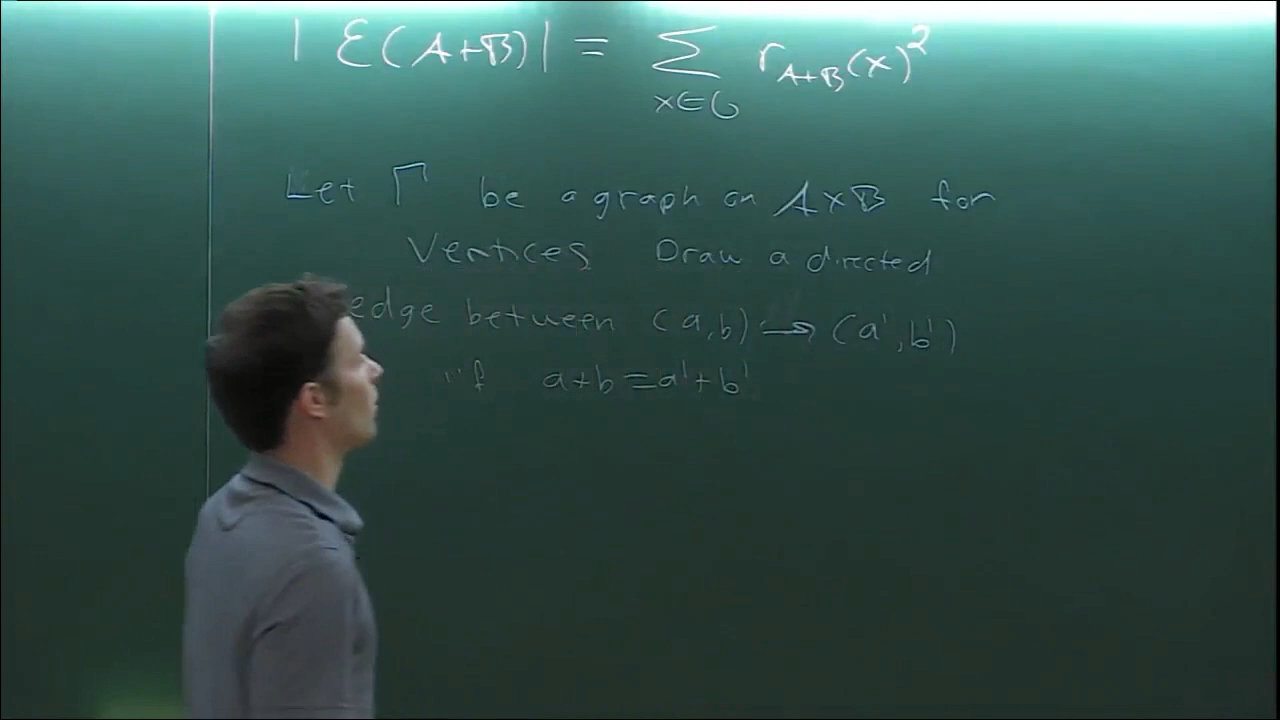 |ℰ(A+B)| = ∑ r_{A+B}(x)²
x∈G
Let Γ be a graph on A×B for
vertices Draw a directed
edge between (a,b) → (a',b')
if a+b=a'+b'